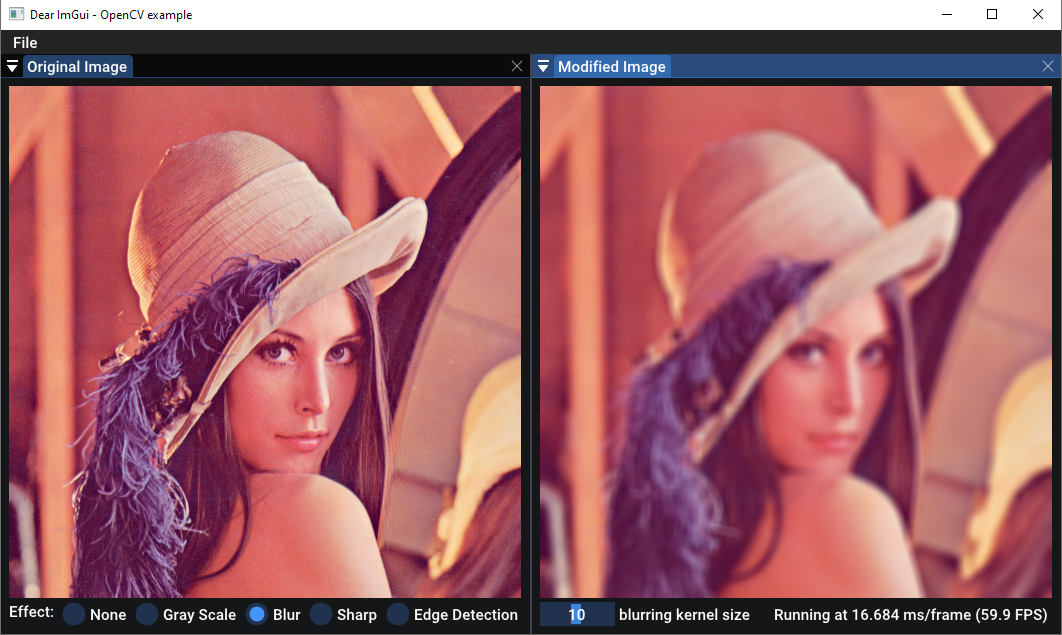 Dear ImGui - OpenCV example
File
Original Image
Modified Image
Effect: None Gray Scale Blur Sharp Edge Detection
10 blurring kernel size Running at 16.684 ms/frame (59.9 FPS)